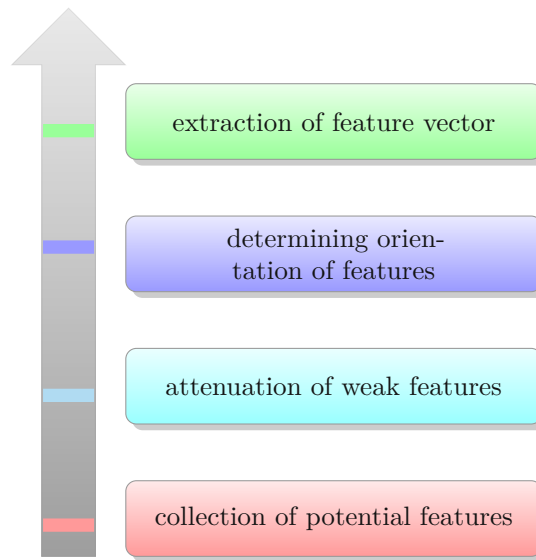 extraction of feature vector
determining orien-
tation of features
attenuation of weak features
collection of potential features